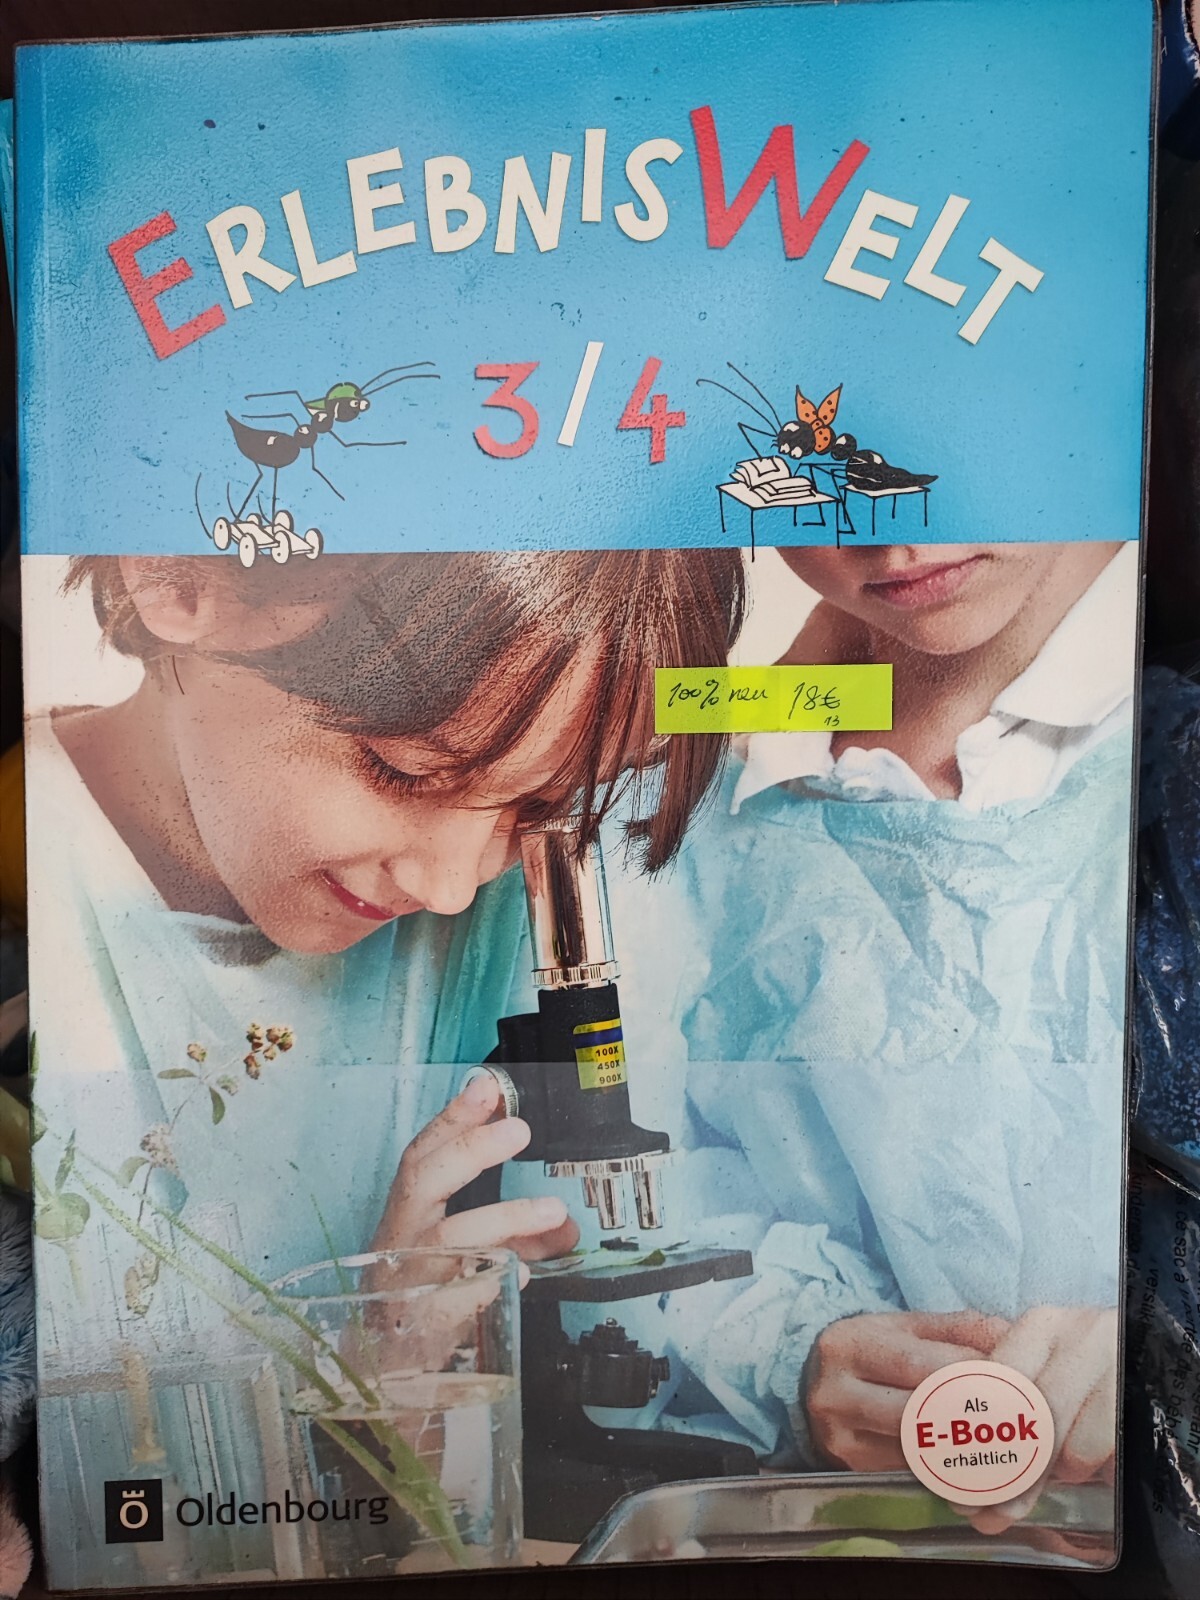 ERLEBNISWELT
3/4
100% neu 18€
13
100X
450X
900X
Als
E-Book
erhältlich
Ö Oldenbourg